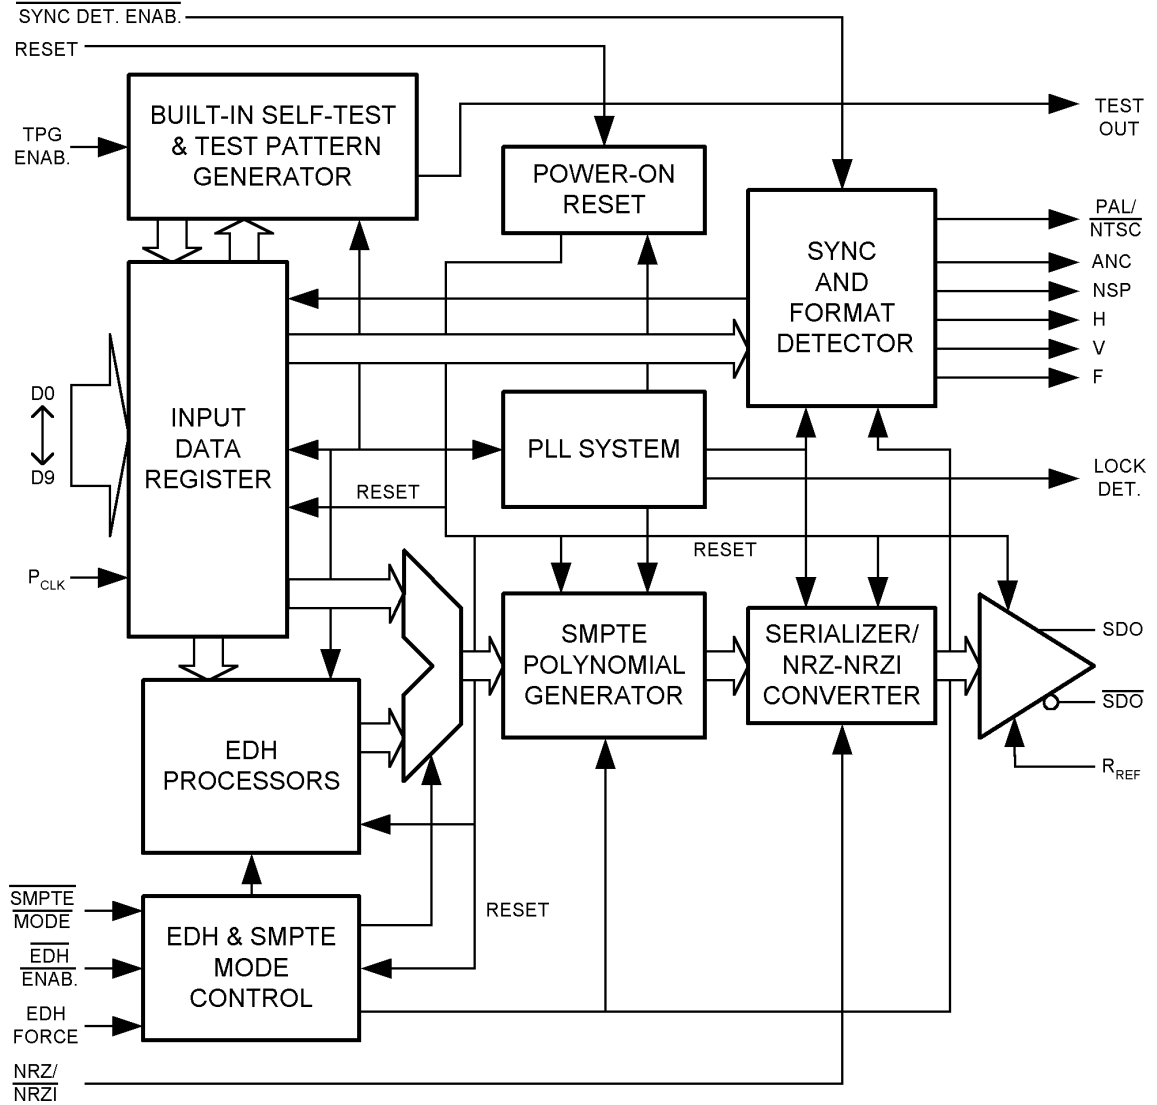 SYNC DET. ENAB.
RESET
BUILT-IN SELF-TEST
& TEST PATTERN
GENERATOR
TPG
ENAB.
TEST
OUT
POWER-ON
RESET
SYNC
AND
FORMAT
DETECTOR
PAL/
NTSC
ANC
NSP
H
V
F
D0
D9
INPUT
DATA
REGISTER
PLL SYSTEM
LOCK
DET.
RESET
RESET
PCLK
SMPTE
POLYNOMIAL
GENERATOR
SERIALIZER/
NRZ-NRZI
CONVERTER
SDO
SDO
RREF
EDH
PROCESSORS
SMPTE
MODE
EDH
ENAB.
EDH
FORCE
EDH & SMPTE
MODE
CONTROL
RESET
NRZ/
NRZI